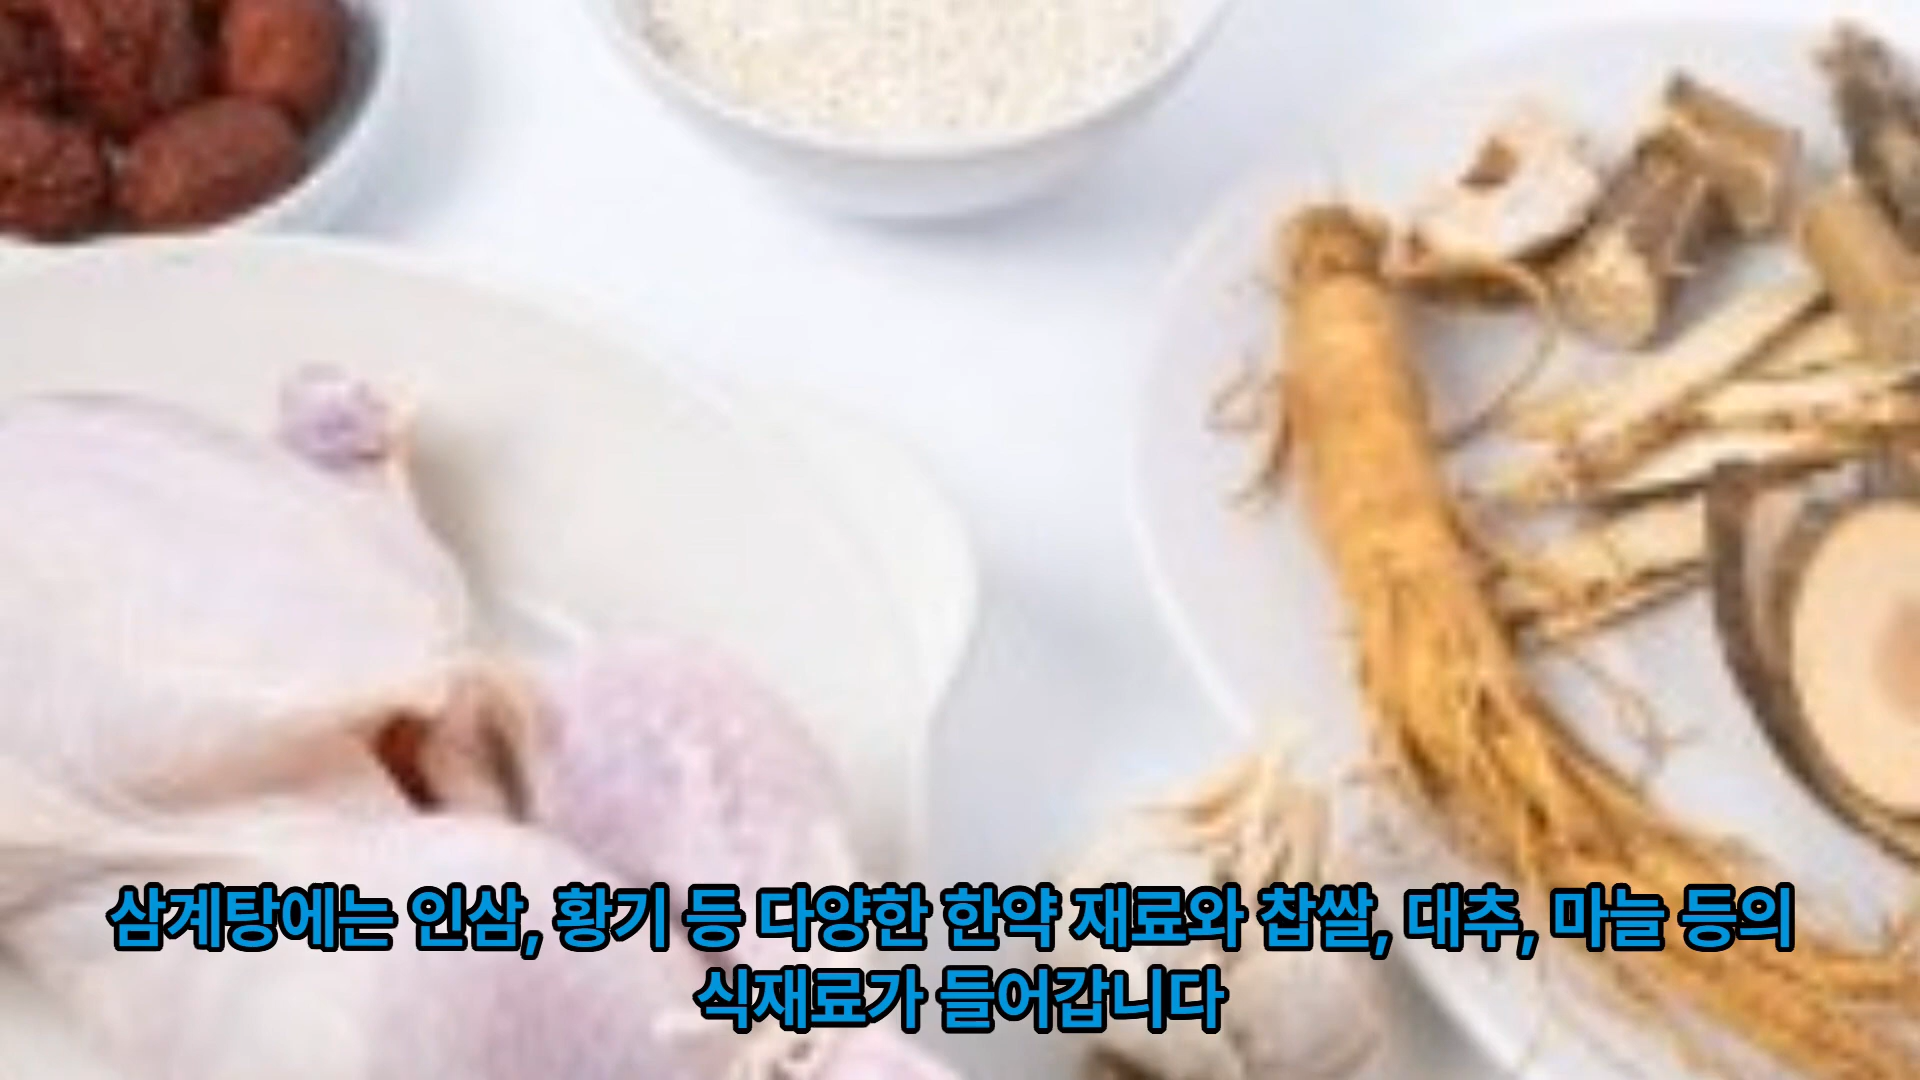 삼계탕에는 인삼, 황기 등 다양한 한약 재료와 찹쌀, 대추, 마늘 등의
식재료가 들어갑니다